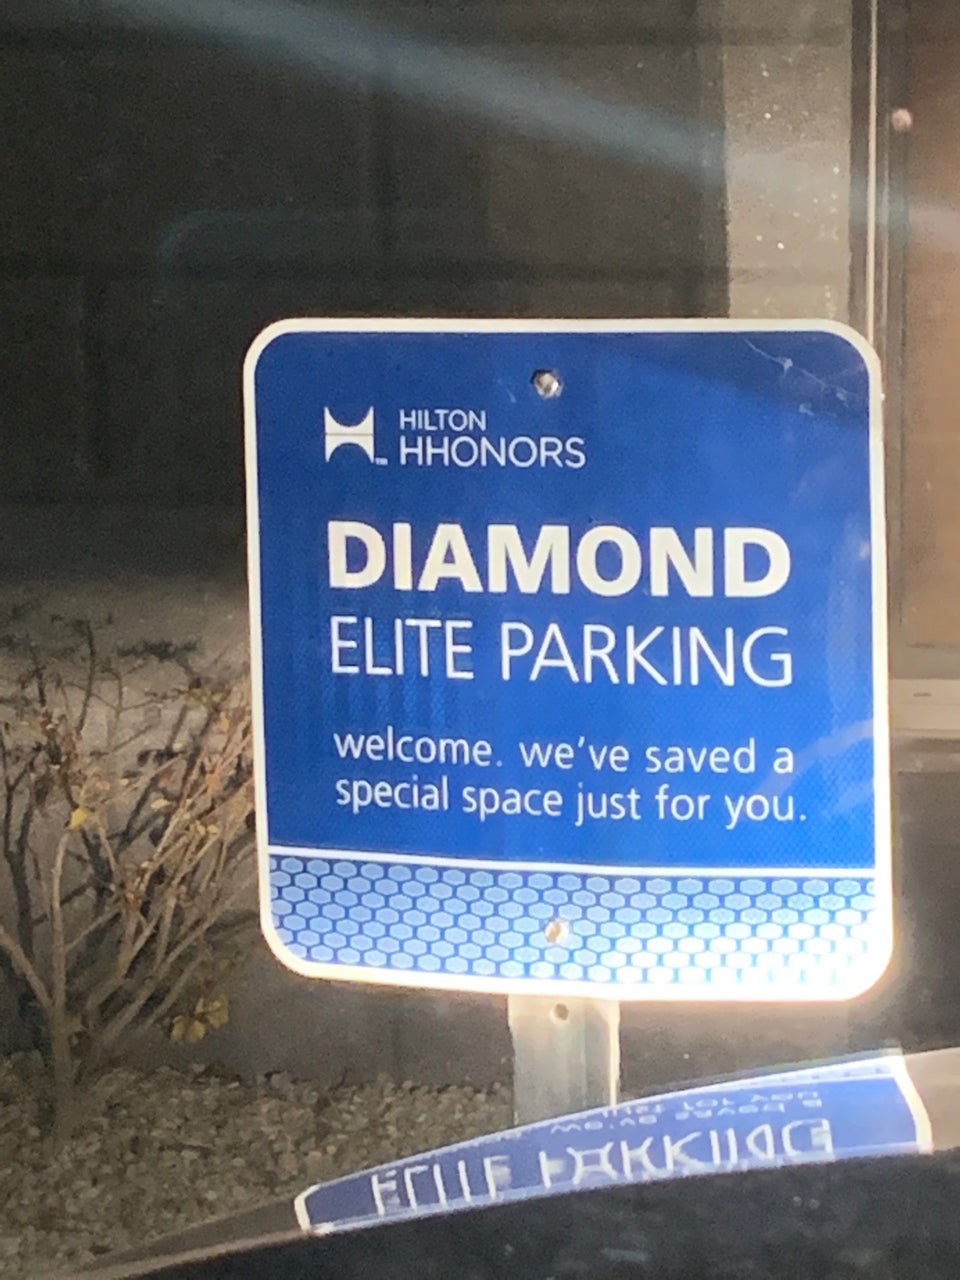 HILTON
HHONORS
DIAMOND
ELITE PARKING
welcome. we've saved a
special space just for you.